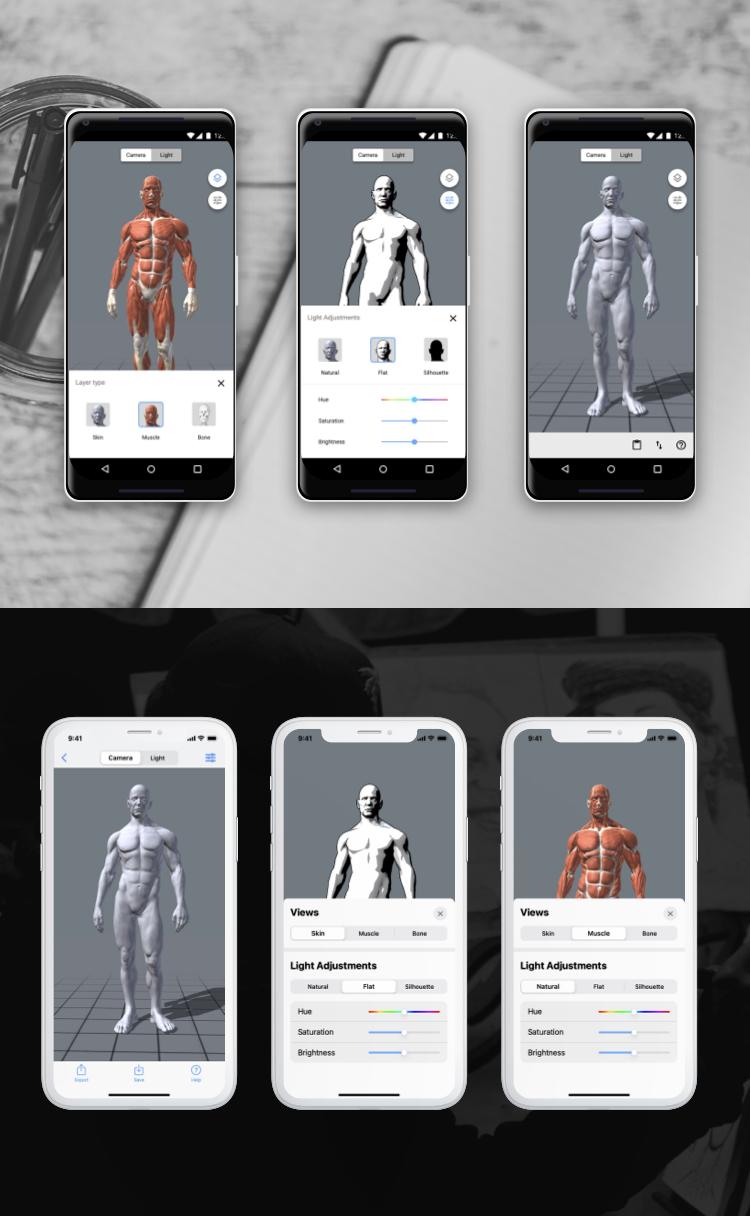 12..
12..
12..
Camera Light
Camera Light
Camera Light
Layer type
Skin Muscle Bone
Light Adjustments
Natural Flat Silhouette
Hue
Saturation
Brightness
9:41
Camera Light
Export Save Help
9:41
Views
Skin Muscle Bone
Light Adjustments
Natural Flat Silhouette
Hue
Saturation
Brightness
9:41
Views
Skin Muscle Bone
Light Adjustments
Natural Flat Silhouette
Hue
Saturation
Brightness